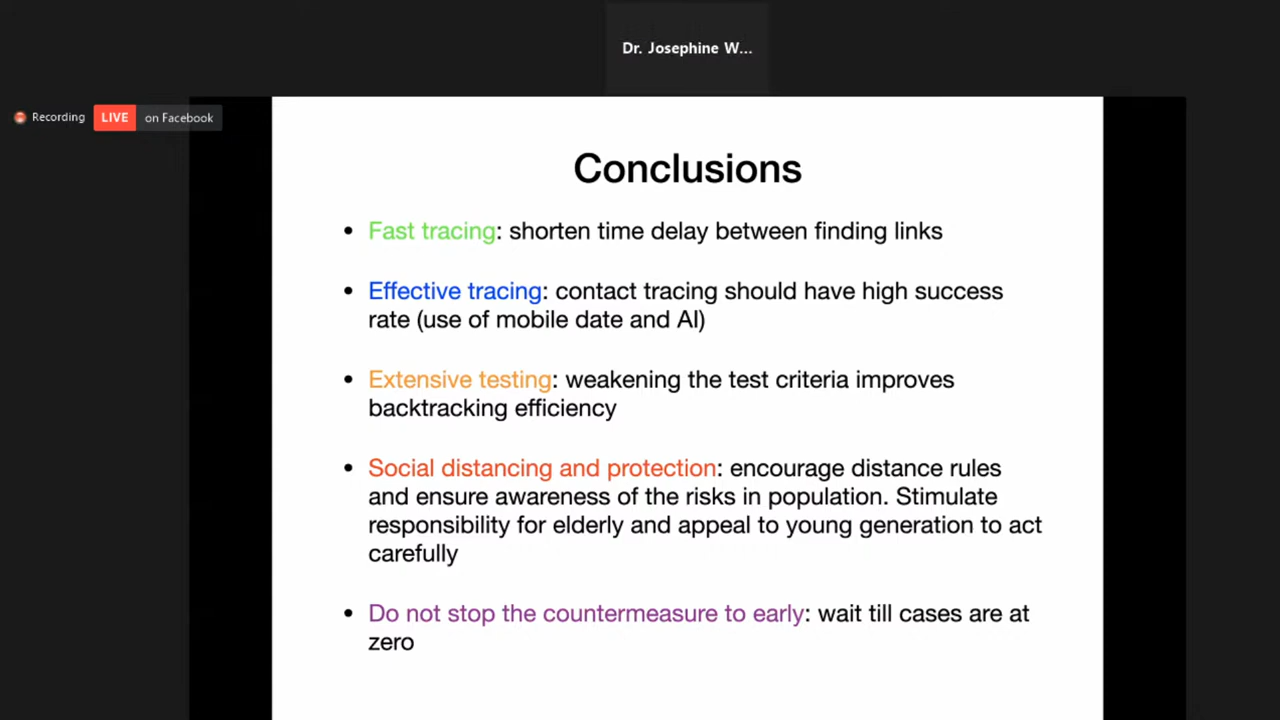 Dr. Josephine W...
Recording
LIVE on Facebook
Conclusions
• Fast tracing: shorten time delay between finding links
• Effective tracing: contact tracing should have high success
rate (use of mobile date and AI)
• Extensive testing: weakening the test criteria improves
backtracking efficiency
• Social distancing and protection: encourage distance rules
and ensure awareness of the risks in population. Stimulate
responsibility for elderly and appeal to young generation to act
carefully
• Do not stop the countermeasure to early: wait till cases are at
zero